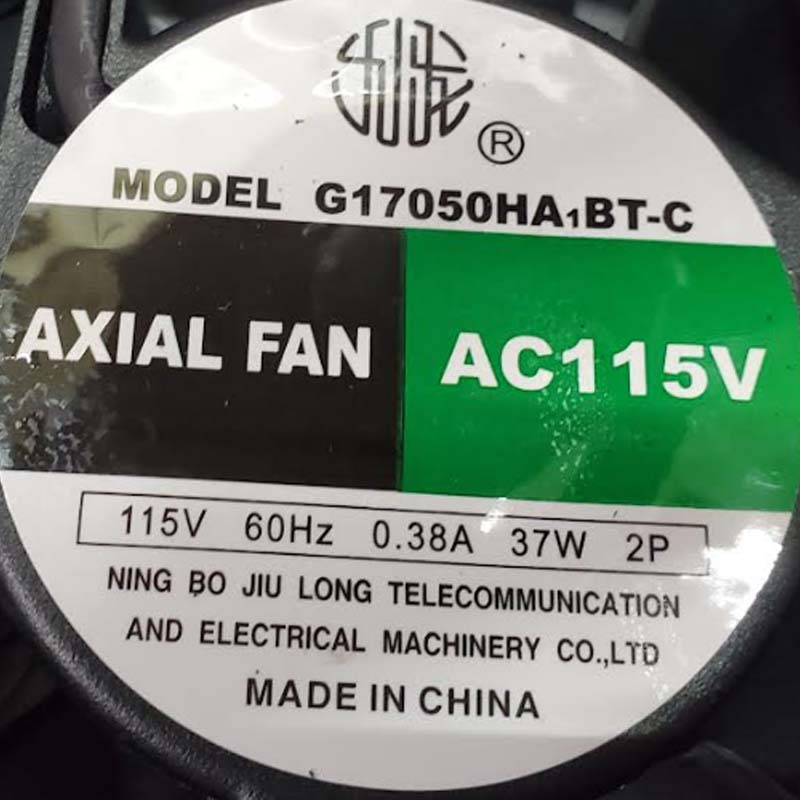 ®
MODEL G17050HA₁BT-C
AXIAL FAN AC115V
115V 60Hz 0.38A 37W 2P
NING BO JIU LONG TELECOMMUNICATION
AND ELECTRICAL MACHINERY CO.,LTD
MADE IN CHINA